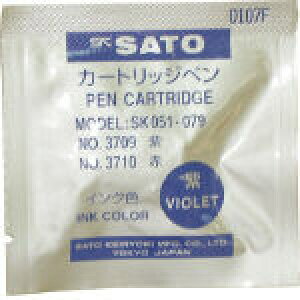 0107F
SK SATO
カートリッジペン
PEN CARTRIDGE
MODEL:SK051-079
NO.3709 紫
NO.3710 赤
紫
インク色
VIOLET
INK COLOR
SATO KEIRYOKI MFG. CO., LTD.
TOKYO JAPAN